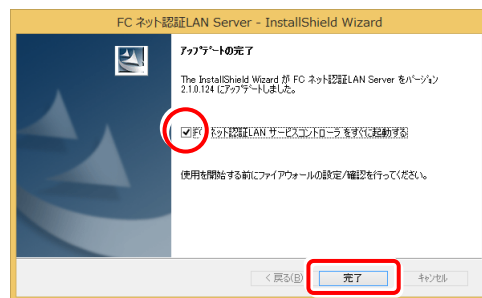 FC ネット認証LAN Server - InstallShield Wizard
ｱｯﾌﾟﾃﾞｰﾄの完了
The InstallShield Wizard が FC ネット認証LAN Server をﾊﾞｰｼﾞｮﾝ
2.1.0.124 にｱｯﾌﾟﾃﾞｰﾄしました。
FC ネット認証LAN サービスコントローラ をすぐに起動する
使用を開始する前にファイアウォールの設定/確認を行ってください。
< 戻る(B)
完了
ｷｬﾝｾﾙ